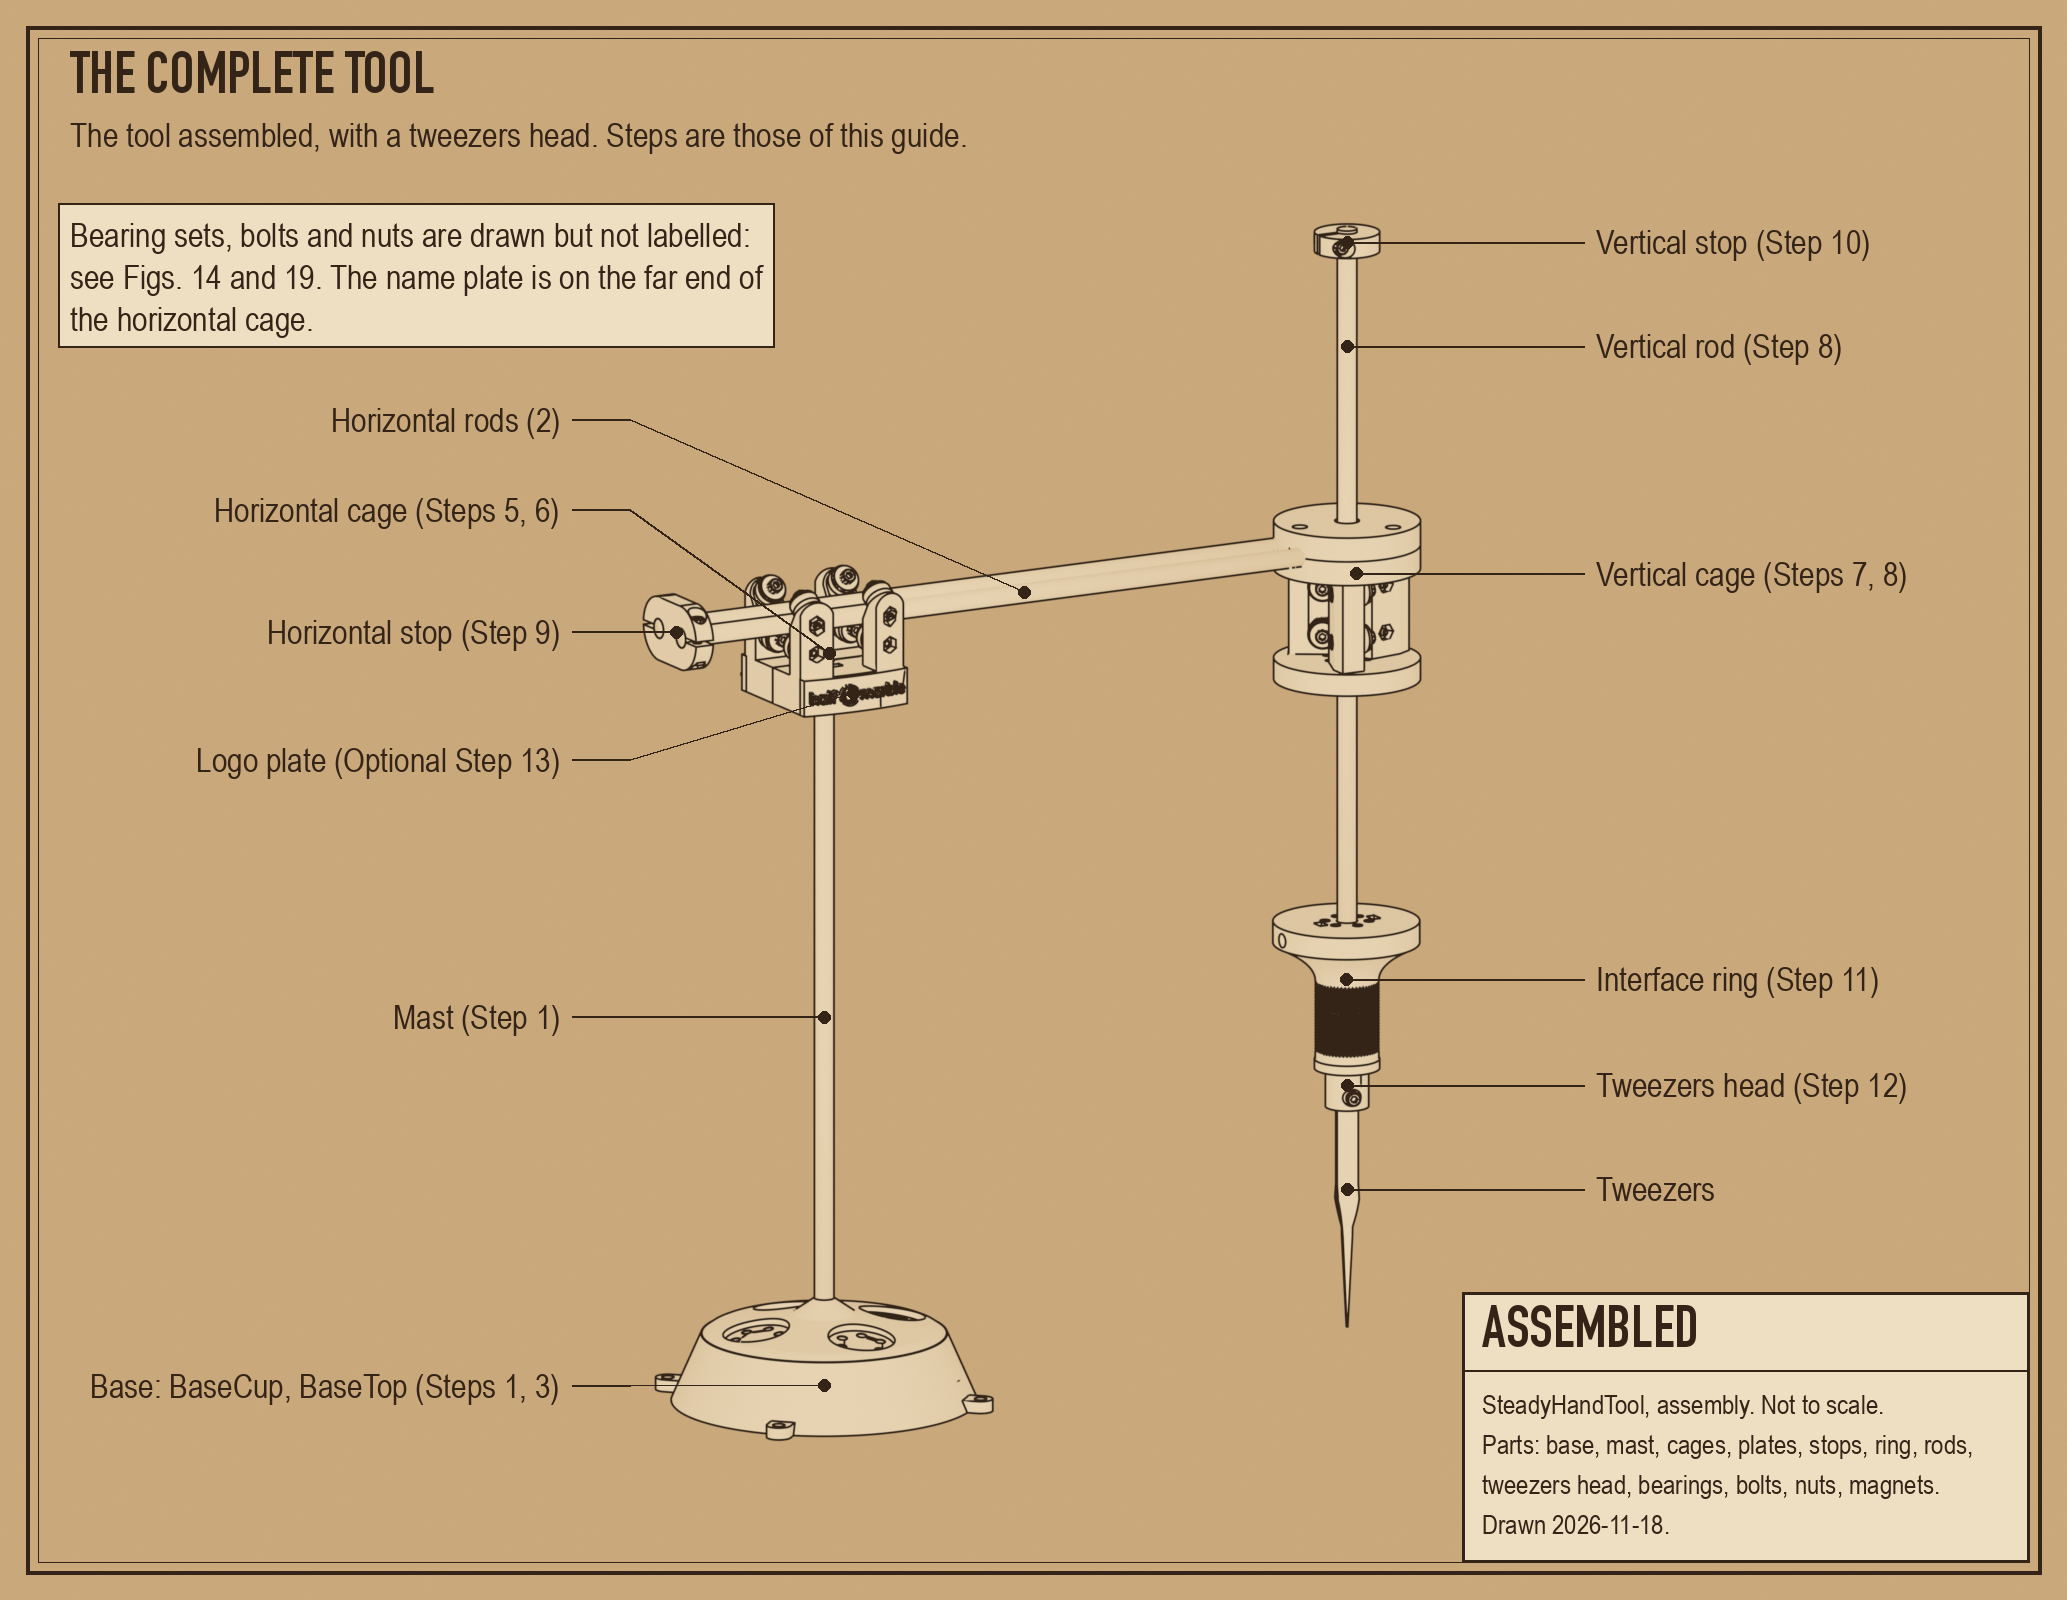 THE COMPLETE TOOL
The tool assembled, with a tweezers head. Steps are those of this guide.
Bearing sets, bolts and nuts are drawn but not labelled:
see Figs. 14 and 19. The name plate is on the far end of
the horizontal cage.
Vertical stop (Step 10)
Vertical rod (Step 8)
Horizontal rods (2)
Horizontal cage (Steps 5, 6)
Vertical cage (Steps 7, 8)
Horizontal stop (Step 9)
Logo plate (Optional Step 13)
Interface ring (Step 11)
Mast (Step 1)
Tweezers head (Step 12)
Tweezers
Base: BaseCup, BaseTop (Steps 1, 3)
ASSEMBLED
SteadyHandTool, assembly. Not to scale.
Parts: base, mast, cages, plates, stops, ring, rods,
tweezers head, bearings, bolts, nuts, magnets.
Drawn 2026-11-18.